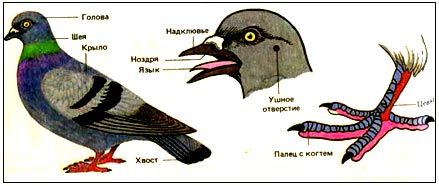 Голова
Шея
Крыло
Хвост
Надклювье
Ноздря
Язык
Ушное
отверстие
Палец с когтем